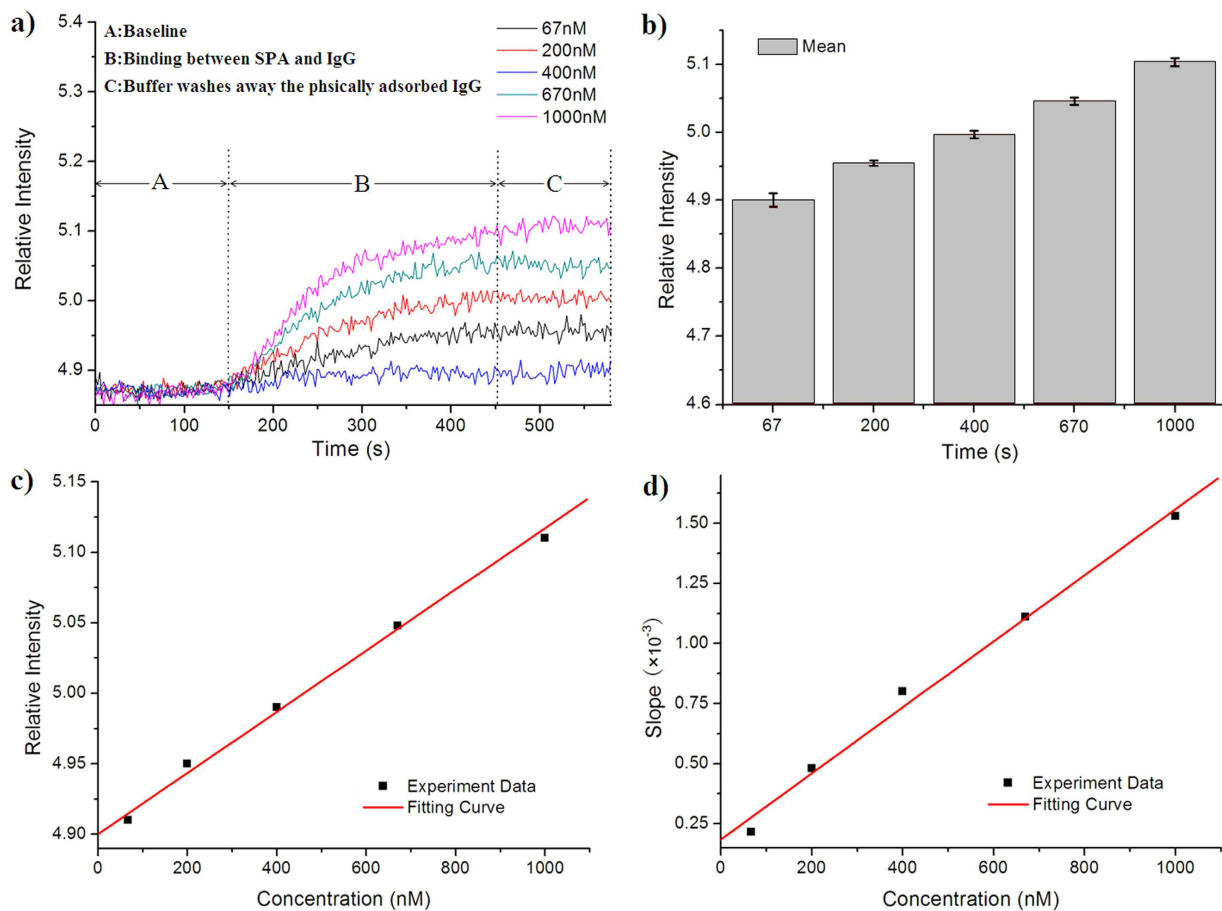 a)
A:Baseline
B:Binding between SPA and IgG
C:Buffer washes away the phsically adsorbed IgG
67nM
200nM
400nM
670nM
1000nM
A
B
C
5.4
5.3
5.2
5.1
5.0
4.9
Relative Intensity
0 100 200 300 400 500
Time (s)
b)
Mean
5.1
5.0
4.9
4.8
4.7
4.6
Relative Intensity
67 200 400 670 1000
Time (s)
c)
5.15
5.10
5.05
5.00
4.95
4.90
Relative Intensity
Experiment Data
Fitting Curve
0 200 400 600 800 1000
Concentration (nM)
d)
1.50
1.25
1.00
0.75
0.50
0.25
Slope (×10⁻³)
Experiment Data
Fitting Curve
0 200 400 600 800 1000
Concentration (nM)